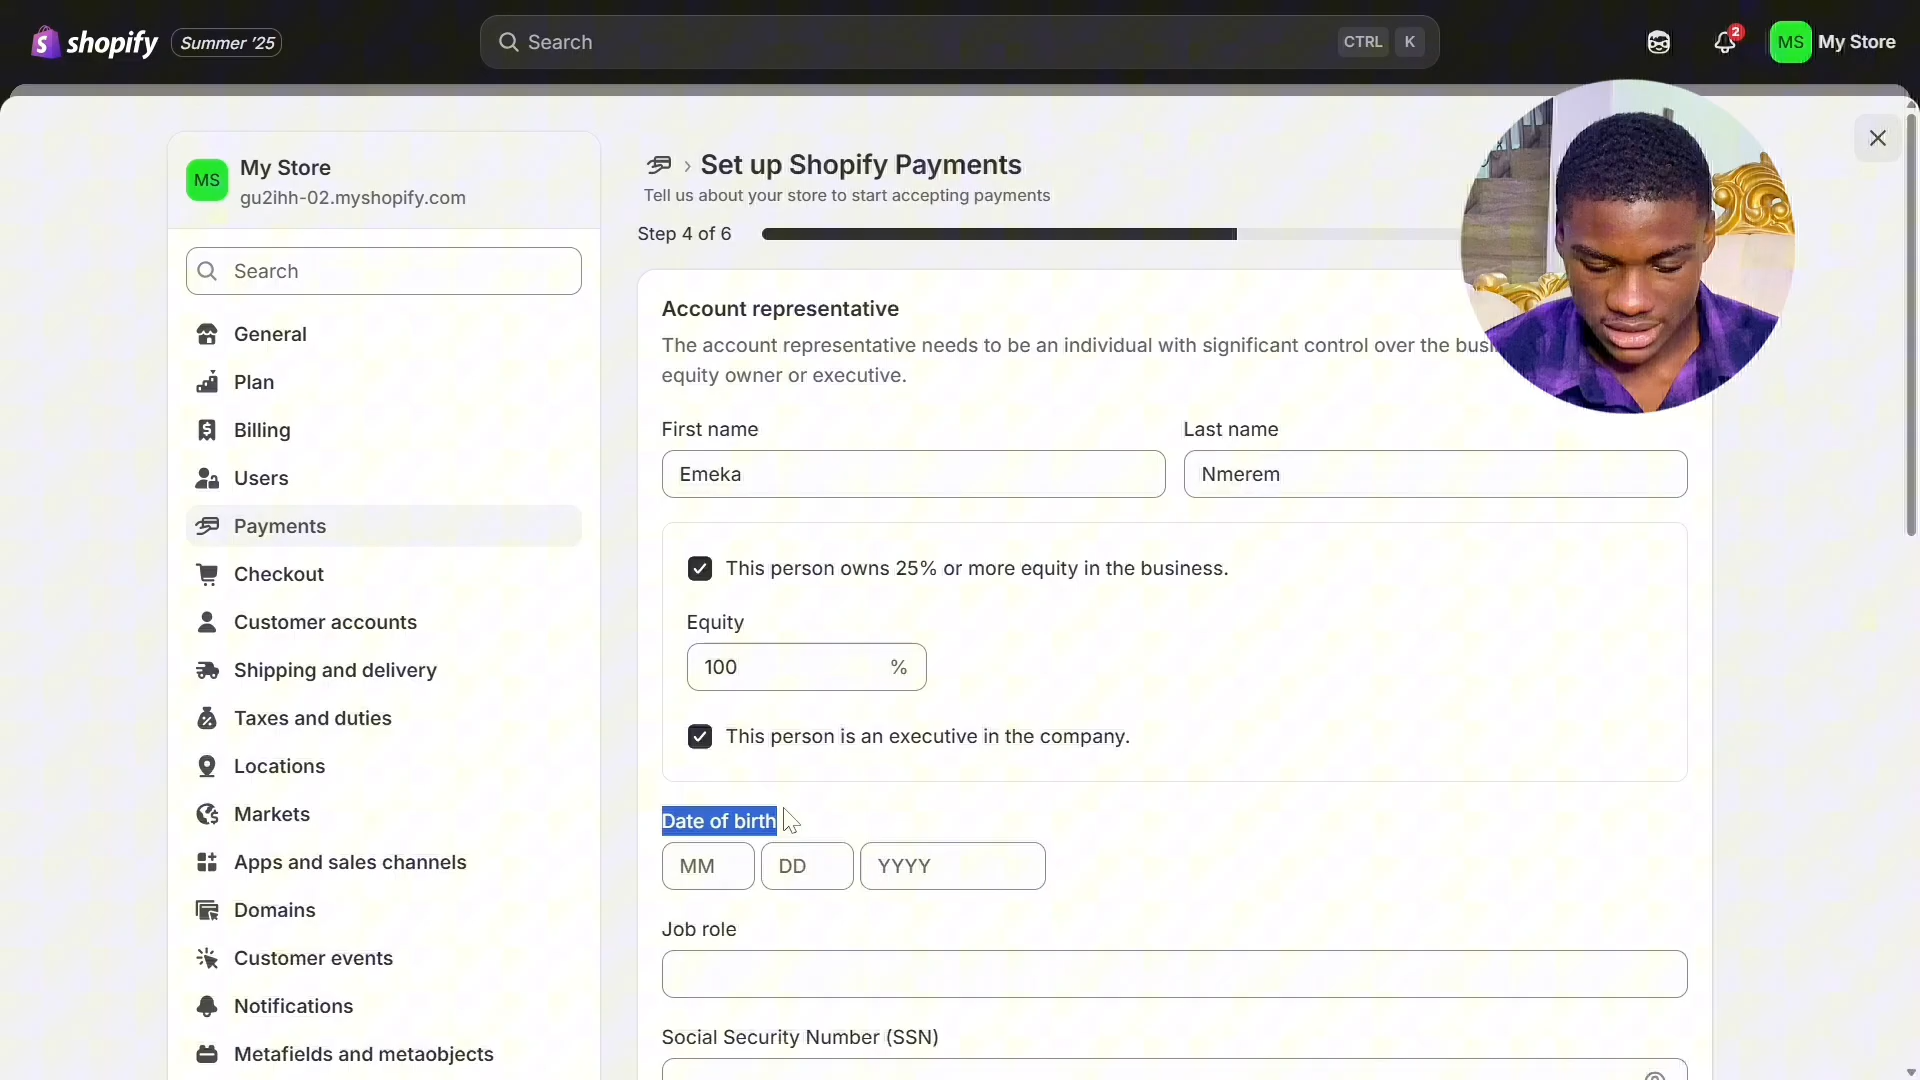 shopify
Summer '25
Search
CTRL K
2
MS
My Store
MS
My Store
gu2ihh-02.myshopify.com
Search
General
Plan
Billing
Users
Payments
Checkout
Customer accounts
Shipping and delivery
Taxes and duties
Locations
Markets
Apps and sales channels
Domains
Customer events
Notifications
Metafields and metaobjects
› Set up Shopify Payments
Tell us about your store to start accepting payments
Step 4 of 6
Account representative
The account representative needs to be an individual with significant control over the
equity owner or executive.
First name
Last name
Emeka
Nmerem
This person owns 25% or more equity in the business.
Equity
100 %
This person is an executive in the company.
Date of birth
MM DD YYYY
Job role
Social Security Number (SSN)